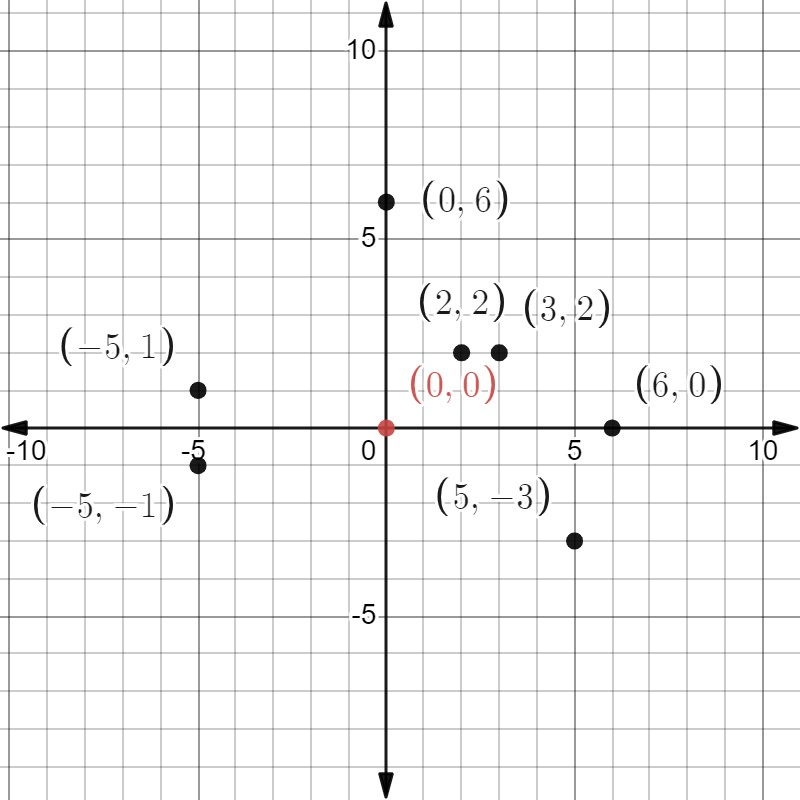 10
(0, 6)
5
(2, 2) (3, 2)
(−5, 1)
(0, 0) (6, 0)
-10 -5 0 5 10
(−5, −1) (5, −3)
-5